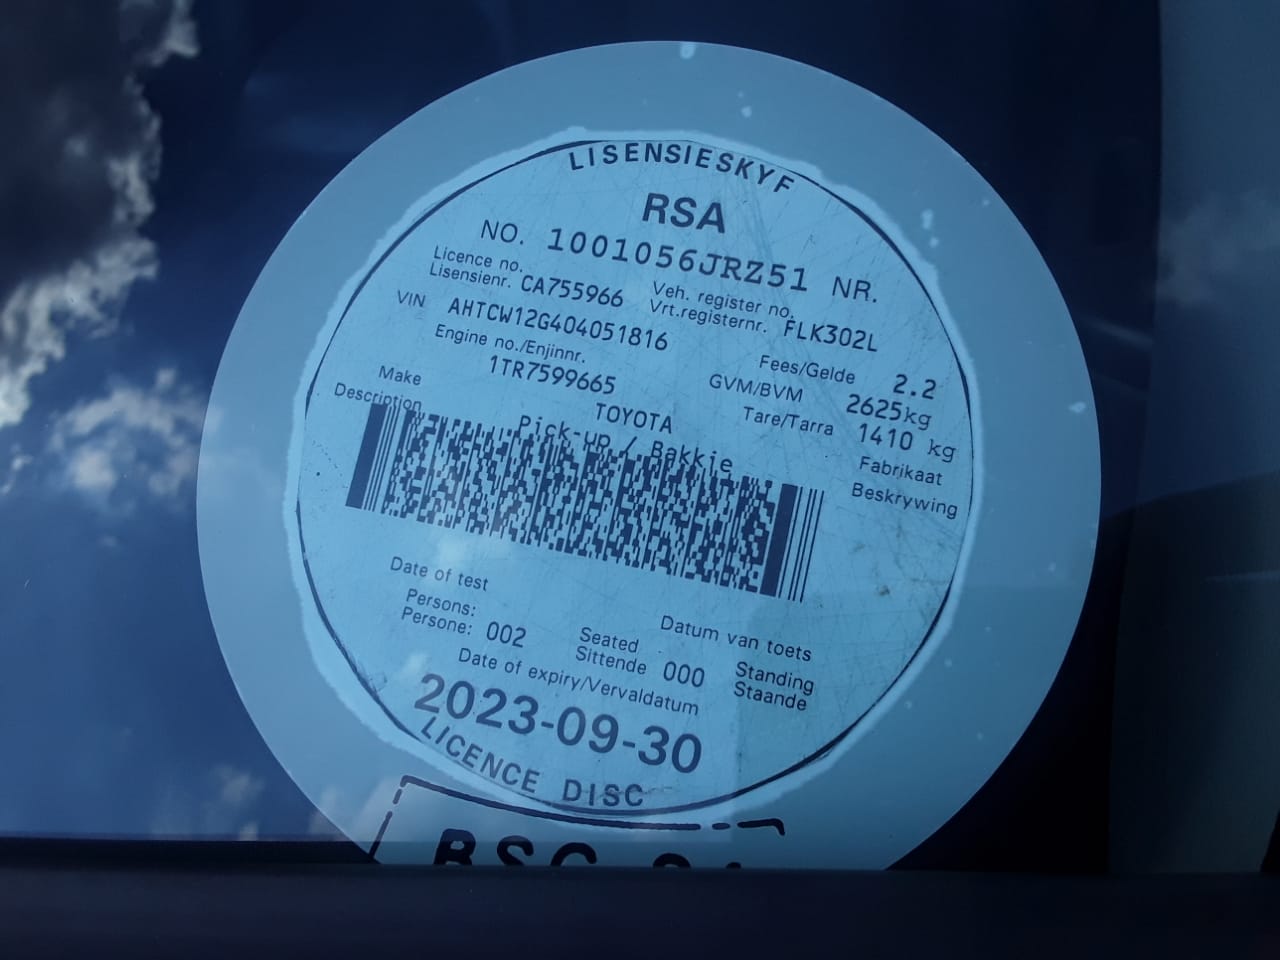 LISENSIESKYF
RSA
NO. 1001056JRZ51 NR.
Licence no.
Lisensienr. CA755966
Veh. register no.
Vrt.registernr. FLK302L
VIN AHTCW12G404051816
Engine no./Enjinnr.
1TR7599665
Fees/Gelde 2.2
GVM/BVM 2625kg
Tare/Tarra 1410 kg
Make TOYOTA Fabrikaat
Description Pick-up / Bakkie Beskrywing
Date of test Datum van toets
Persons:
Persone: 002
Seated
Sittende 000
Standing
Staande
Date of expiry/Vervaldatum
2023-09-30
LICENCE DISC